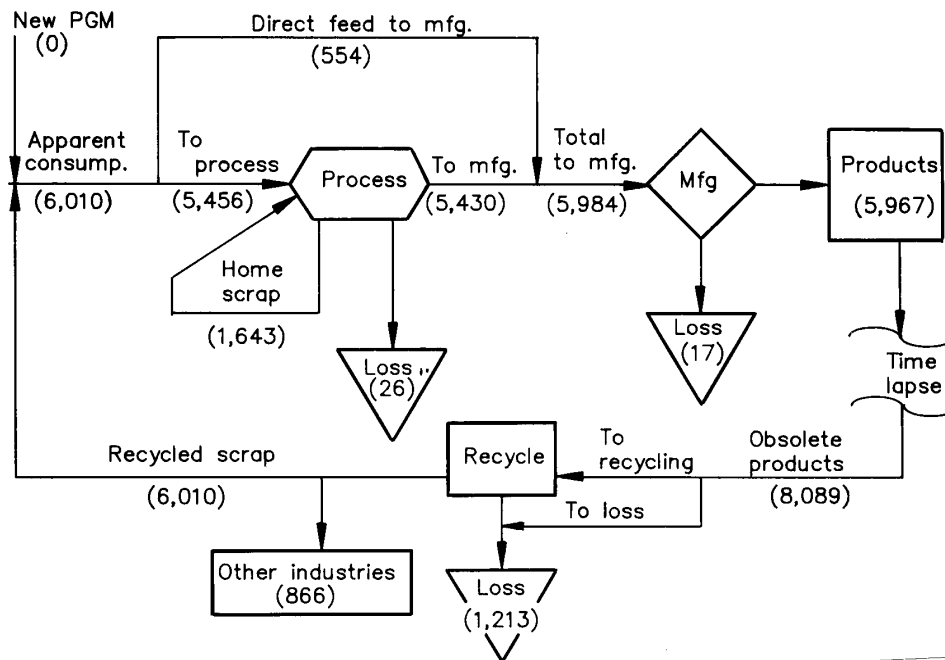 New PGM
(0)
Direct feed to mfg.
(554)
Apparent
consump.
(6,010)
To
process
(5,456)
Process
To mfg.
(5,430)
Total
to mfg.
(5,984)
Mfg
Products
(5,967)
Home
scrap
(1,643)
Loss
(26)
Loss
(17)
Time
lapse
Recycled scrap
(6,010)
Recycle
To
recycling
Obsolete
products
(8,089)
To loss
Other industries
(866)
Loss
(1,213)